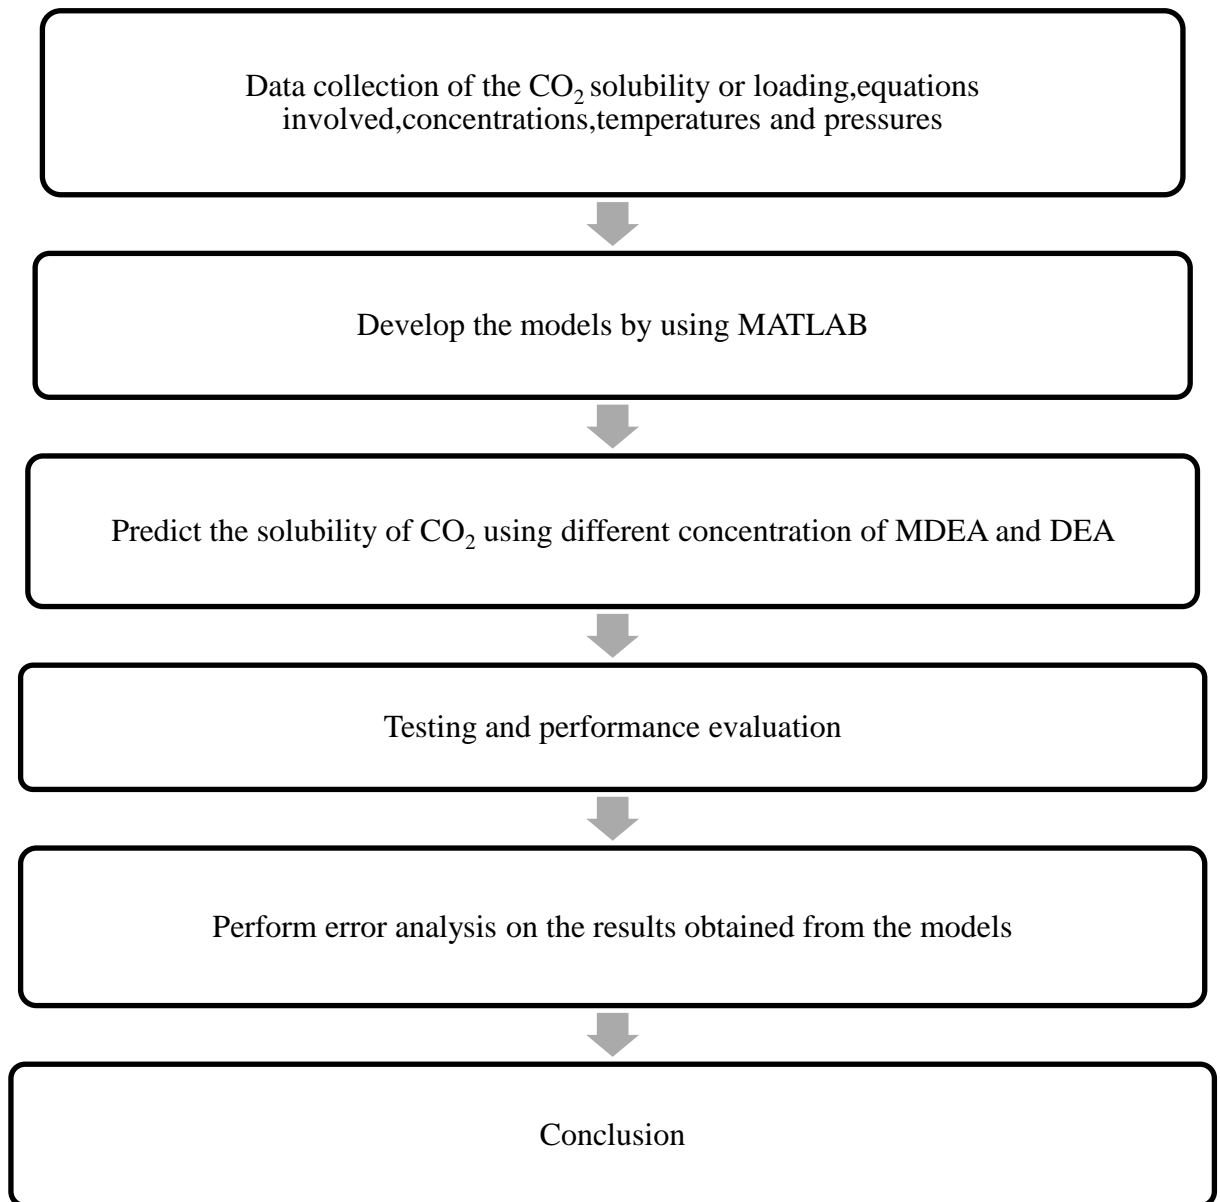 Data collection of the CO₂ solubility or loading,equations
involved,concentrations,temperatures and pressures
Develop the models by using MATLAB
Predict the solubility of CO₂ using different concentration of MDEA and DEA
Testing and performance evaluation
Perform error analysis on the results obtained from the models
Conclusion